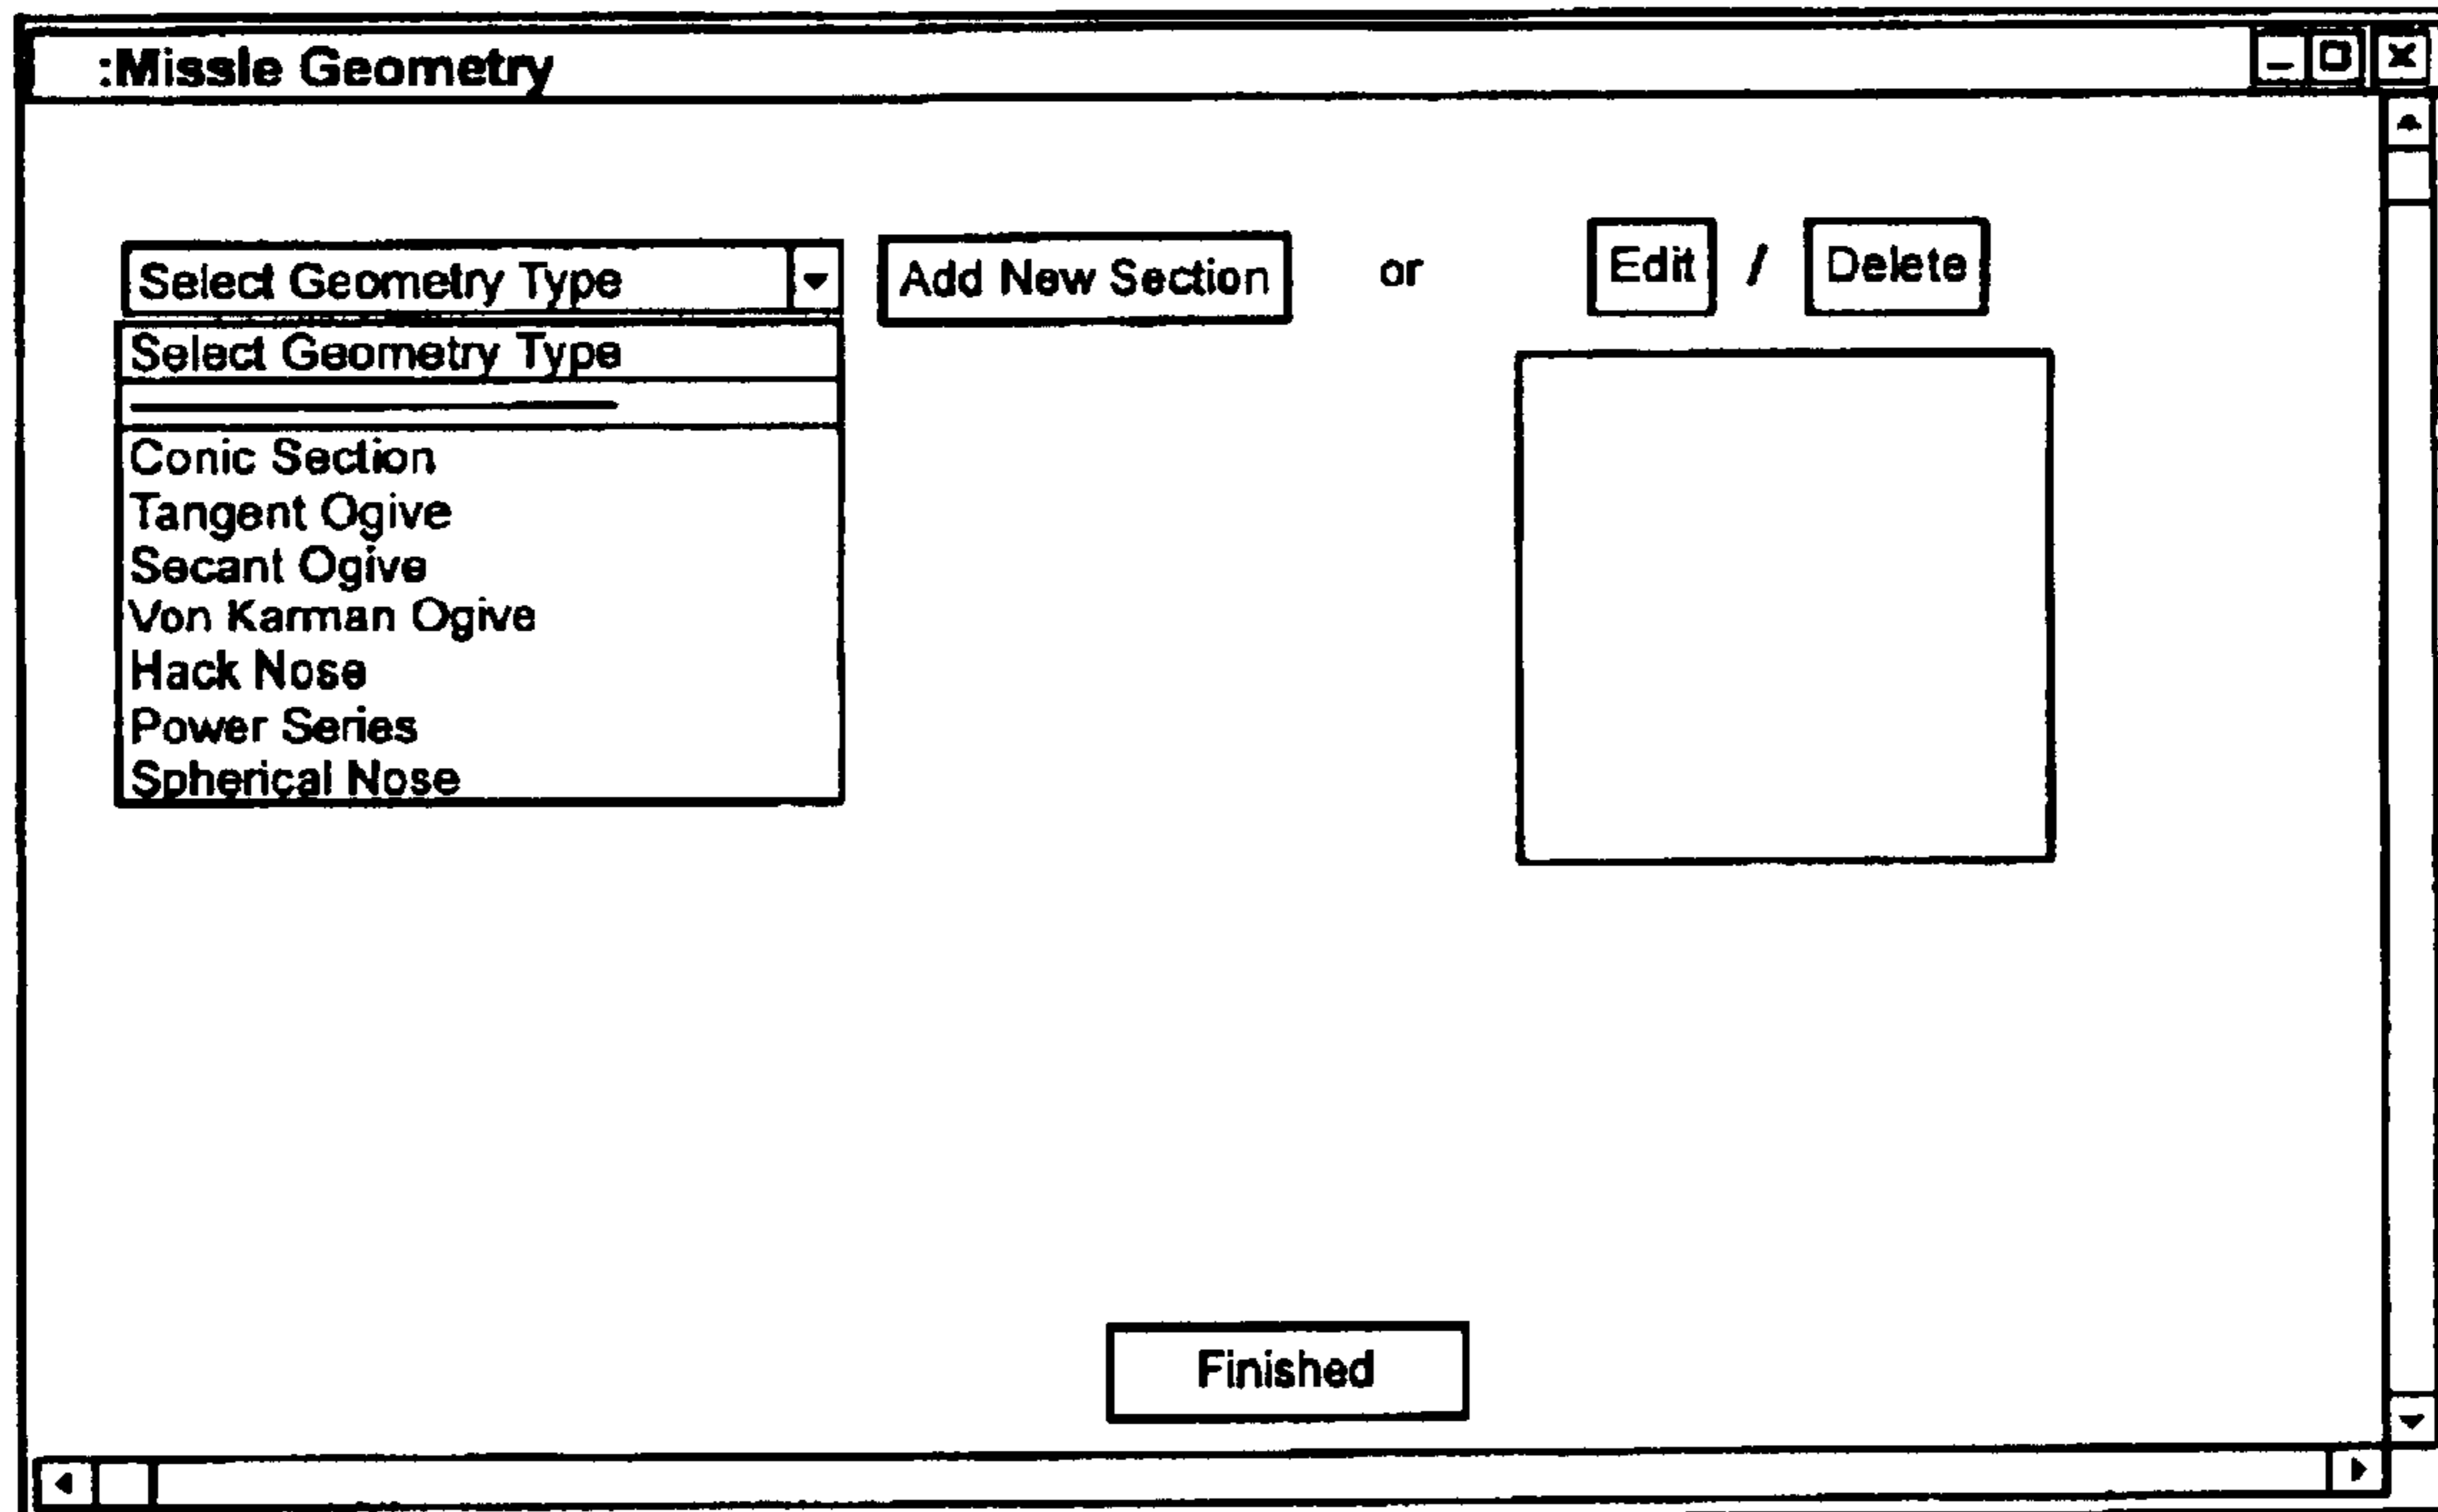 :Missle Geometry
Select Geometry Type
Add New Section or Edit / Delete
Select Geometry Type
Conic Section
Tangent Ogive
Secant Ogive
Von Karman Ogive
Hack Nose
Power Series
Spherical Nose
Finished